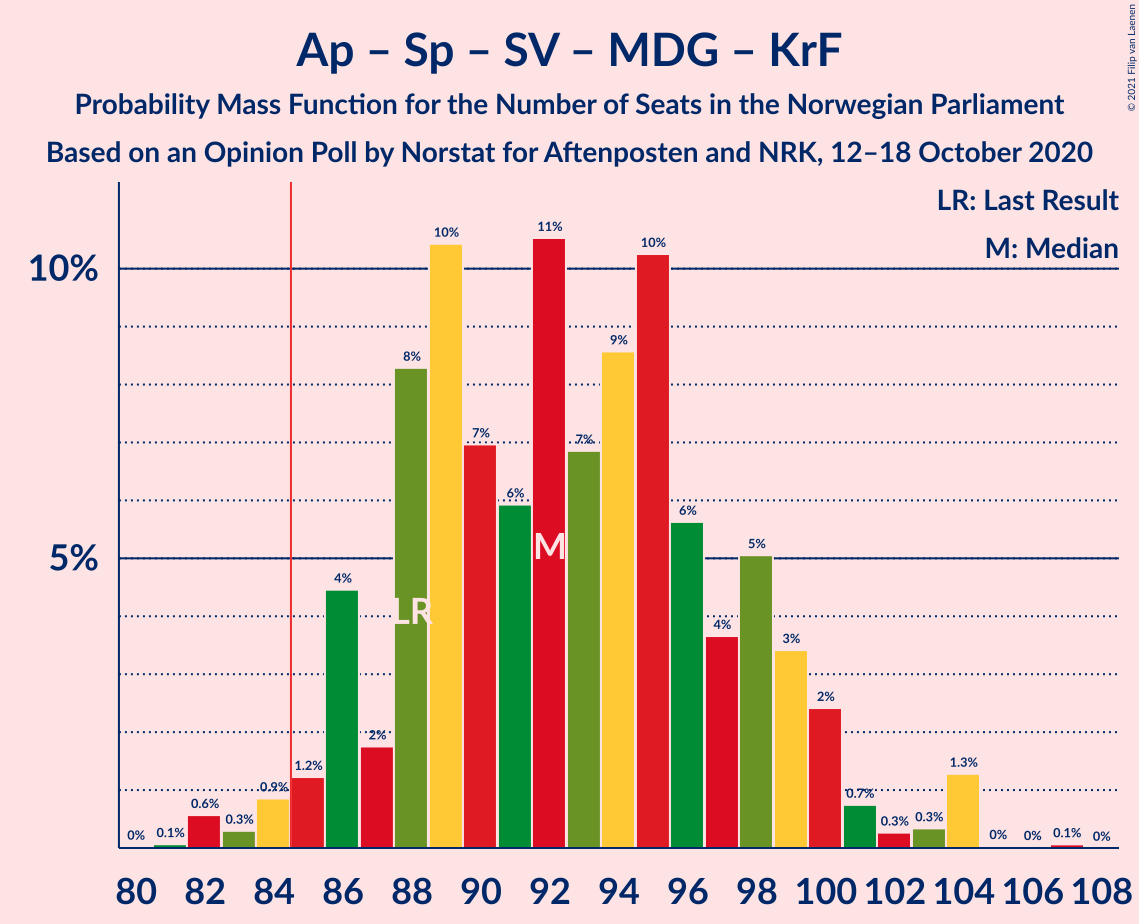 Ap – Sp – SV – MDG – KrF
Probability Mass Function for the Number of Seats in the Norwegian Parliament
Based on an Opinion Poll by Norstat for Aftenposten and NRK, 12–18 October 2020
© 2021 Filip van Laenen
LR: Last Result
M: Median
10%
5%
0% 0.1% 0.6% 0.3% 0.9% 1.2% 4% 2% 8% 10% 7% 6% 11% 7% 9% 10% 6% 4% 5% 3% 2% 0.7% 0.3% 0.3% 1.3% 0% 0% 0.1% 0%
LR
M
80 82 84 86 88 90 92 94 96 98 100 102 104 106 108